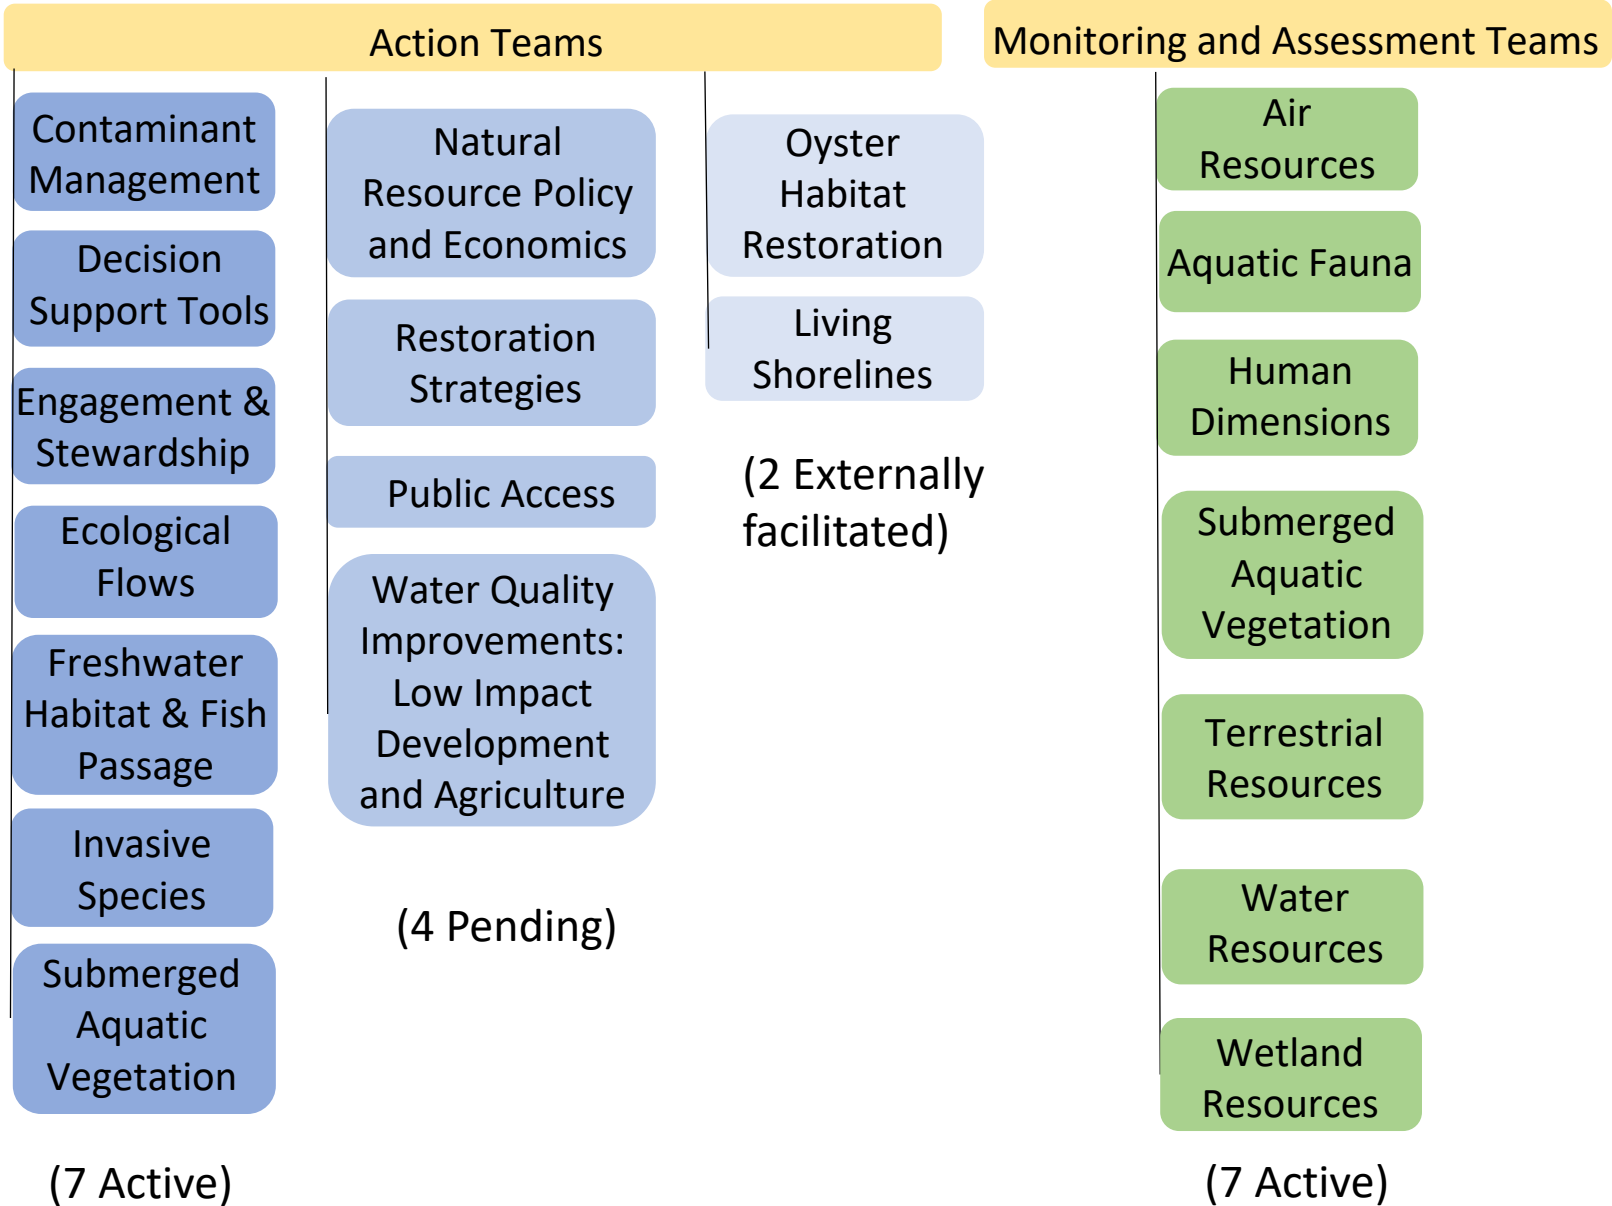 Action Teams
Contaminant
Management
Decision
Support Tools
Engagement &
Stewardship
Ecological
Flows
Freshwater
Habitat & Fish
Passage
Invasive
Species
Submerged
Aquatic
Vegetation
(7 Active)
Natural
Resource Policy
and Economics
Restoration
Strategies
Public Access
Water Quality
Improvements:
Low Impact
Development
and Agriculture
(4 Pending)
Oyster
Habitat
Restoration
Living
Shorelines
(2 Externally
facilitated)
Monitoring and Assessment Teams
Air
Resources
Aquatic Fauna
Human
Dimensions
Submerged
Aquatic
Vegetation
Terrestrial
Resources
Water
Resources
Wetland
Resources
(7 Active)